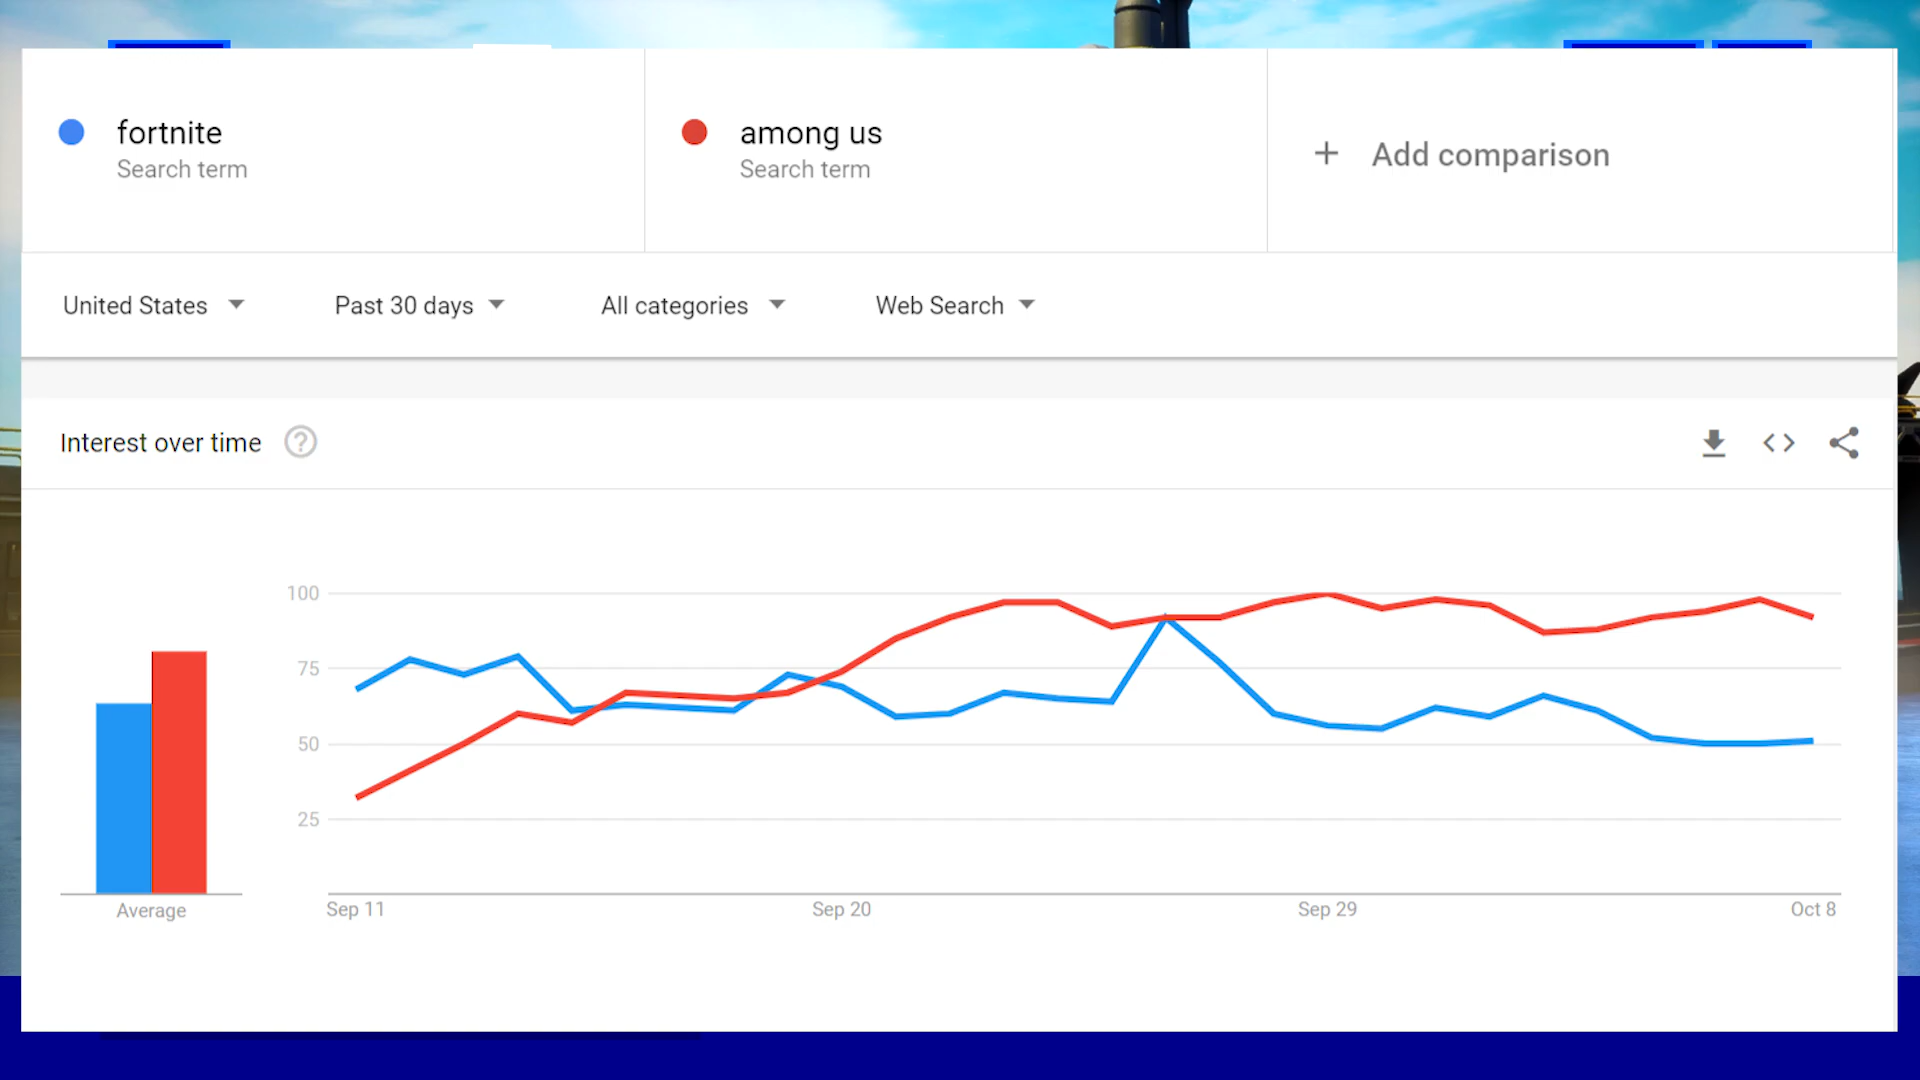 fortnite
Search term
among us
Search term
+ Add comparison
United States
Past 30 days
All categories
Web Search
Interest over time
?
100
75
50
25
Average
Sep 11
Sep 20
Sep 29
Oct 8